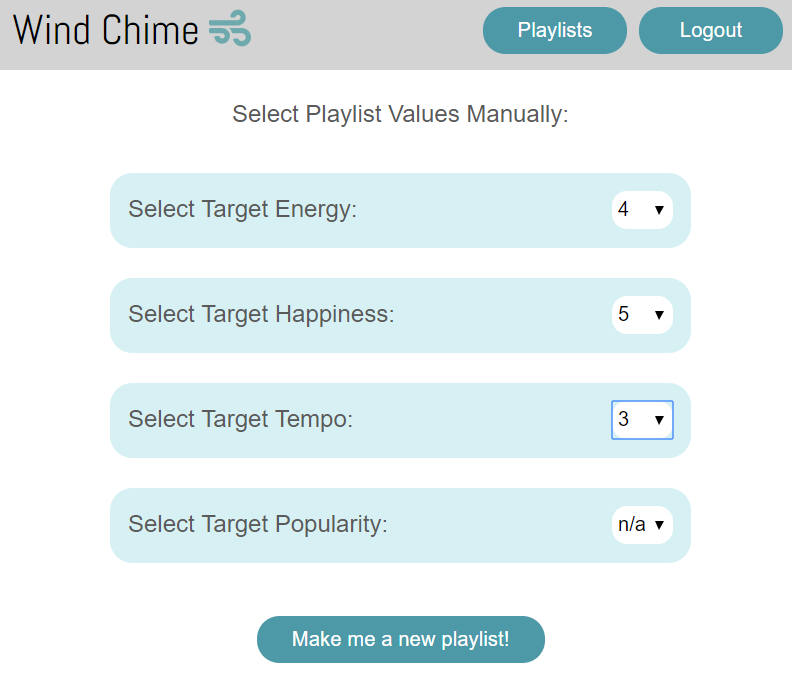 Wind Chime
Playlists
Logout
Select Playlist Values Manually:
Select Target Energy: 4
Select Target Happiness: 5
Select Target Tempo: 3
Select Target Popularity: n/a
Make me a new playlist!